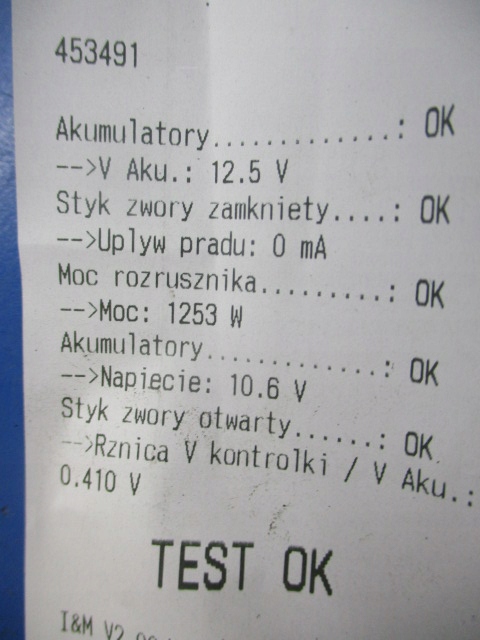 453491
Akumulatory..............: OK
-->V Aku.: 12.5 V
Styk zwory zamkniety....: OK
-->Uplyw pradu: 0 mA
Moc rozrusznika.........: OK
-->Moc: 1253 W
Akumulatory.............: OK
-->Napiecie: 10.6 V
Styk zwory otwarty......: OK
-->Rznica V kontrolki / V Aku.:
0.410 V
TEST OK
I&M